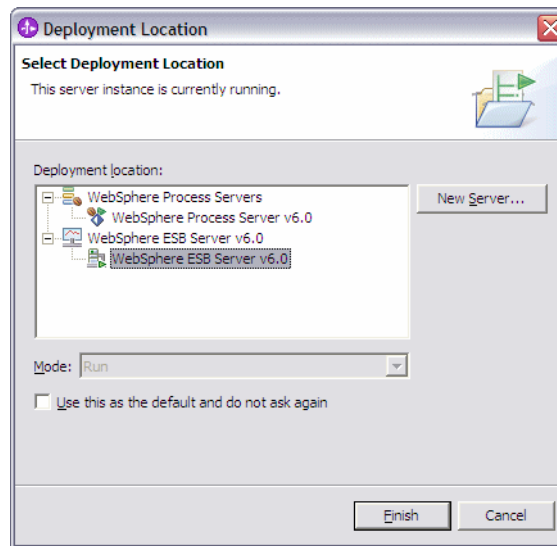 Deployment Location
Select Deployment Location
This server instance is currently running.
Deployment location:
WebSphere Process Servers
New Server...
WebSphere Process Server v6.0
WebSphere ESB Server v6.0
WebSphere ESB Server v6.0
Mode: Run
Use this as the default and do not ask again
Finish
Cancel